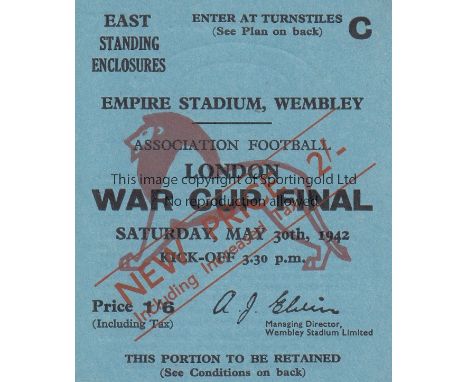 EAST
STANDING
ENCLOSURES
ENTER AT TURNSTILES
(See Plan on back)
C
EMPIRE STADIUM, WEMBLEY
ASSOCIATION FOOTBALL
LONDON
This image copyright of Sportingold Limited
WAR CUP FINAL
No reproduction allowed.
SATURDAY, MAY 30th, 1942
KICK-OFF 3.30 p.m.
NEW PRICE 2/-
Including Increased Tax
Price 1/6
(Including Tax)
A. J. Elvin
Managing Director,
Wembley Stadium Limited
THIS PORTION TO BE RETAINED
(See Conditions on back)